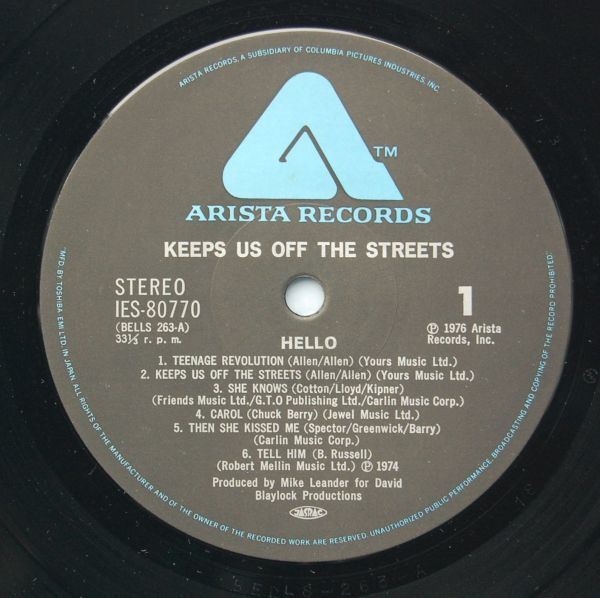 ARISTA RECORDS, A SUBSIDIARY OF COLUMBIA PICTURES INDUSTRIES, INC.
TM
ARISTA RECORDS
KEEPS US OFF THE STREETS
STEREO
IES-80770
(BELLS 263-A)
33⅓ r. p. m.
1
Ⓟ 1976 Arista
Records, Inc.
HELLO
1. TEENAGE REVOLUTION (Allen/Allen) (Yours Music Ltd.)
2. KEEPS US OFF THE STREETS (Allen/Allen) (Yours Music Ltd.)
3. SHE KNOWS (Cotton/Lloyd/Kipner)
(Friends Music Ltd./G.T.O Publishing Ltd./Carlin Music Corp.)
4. CAROL (Chuck Berry) (Jewel Music Ltd.)
5. THEN SHE KISSED ME (Spector/Greenwick/Barry)
(Carlin Music Corp.)
6. TELL HIM (B. Russell)
(Robert Mellin Music Ltd.) Ⓟ 1974
Produced by Mike Leander for David
Blaylock Productions
JASRAC
"MFD. BY TOSHIBA EMI LTD. IN JAPAN. ALL RIGHTS OF THE MANUFACTURER AND OF THE OWNER OF THE RECORDED WORK ARE RESERVED. UNAUTHORIZED PUBLIC PERFORMANCE, BROADCASTING AND COPYING OF THE RECORD PROHIBITED"